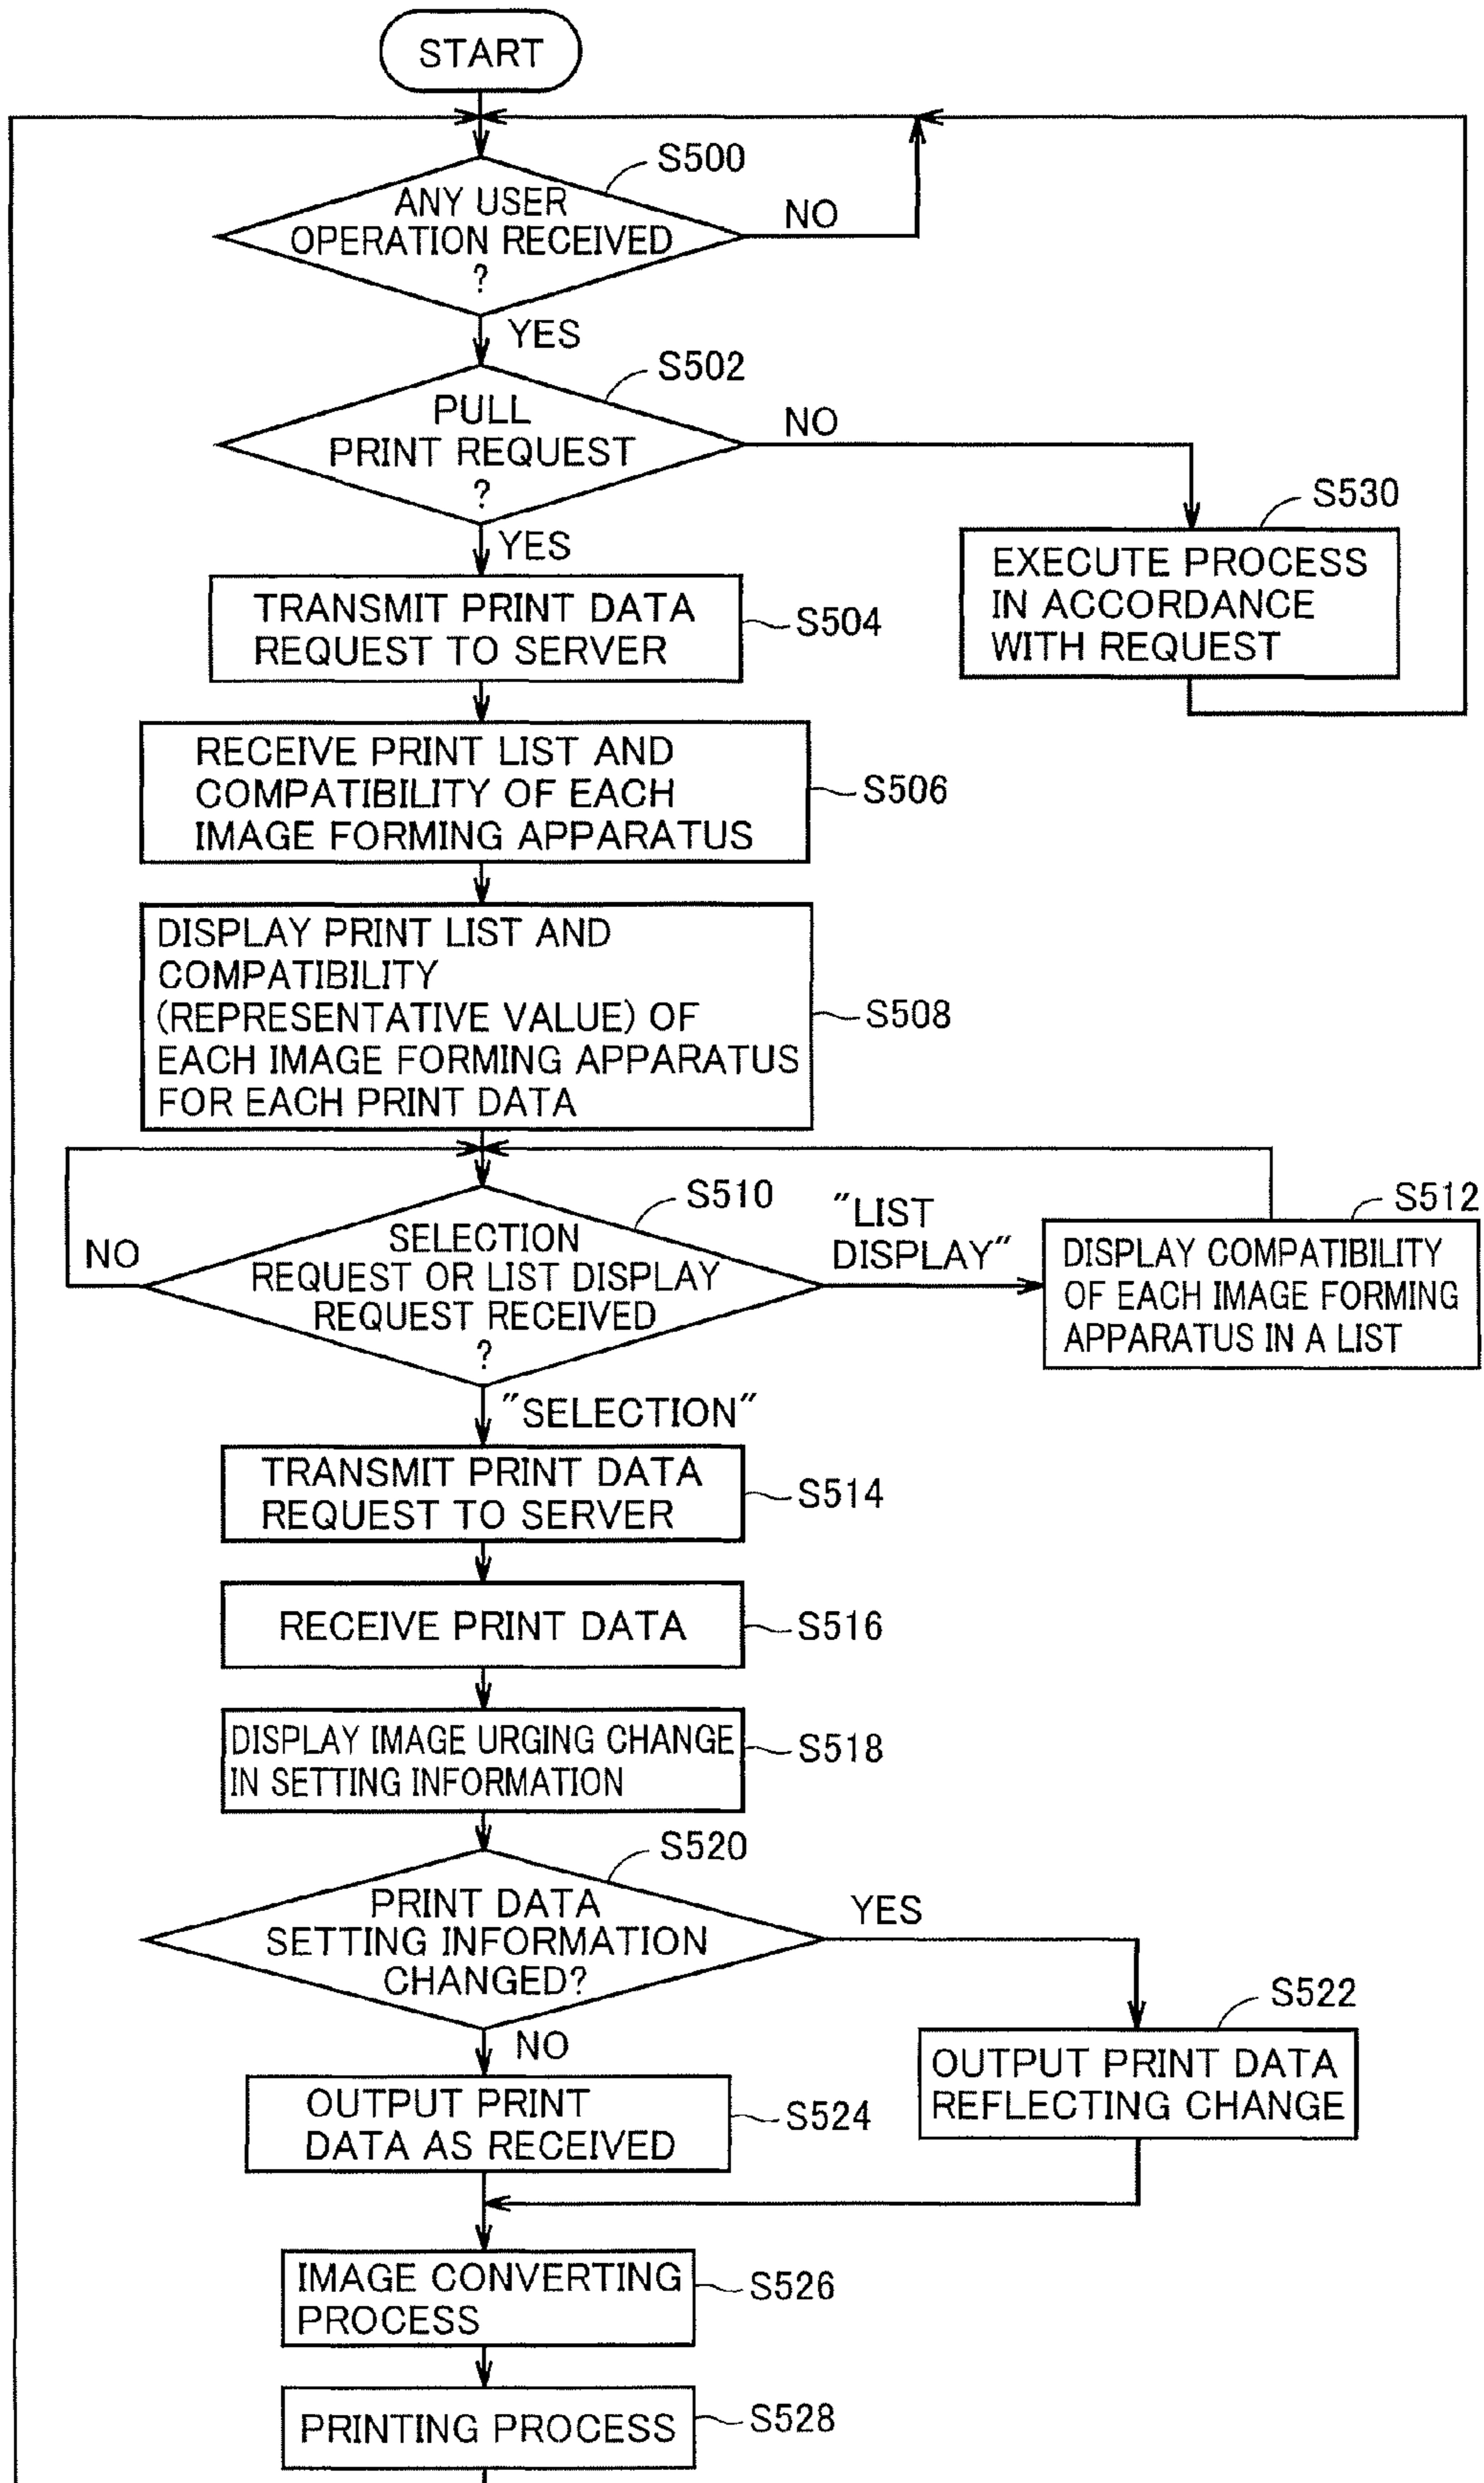 START
S500
ANY USER
OPERATION RECEIVED
?
NO
YES
S502
PULL
PRINT REQUEST
?
NO
YES
S530
EXECUTE PROCESS
IN ACCORDANCE
WITH REQUEST
TRANSMIT PRINT DATA
REQUEST TO SERVER
S504
RECEIVE PRINT LIST AND
COMPATIBILITY OF EACH
IMAGE FORMING APPARATUS
S506
DISPLAY PRINT LIST AND
COMPATIBILITY
(REPRESENTATIVE VALUE) OF
EACH IMAGE FORMING APPARATUS
FOR EACH PRINT DATA
S508
S510
SELECTION
REQUEST OR LIST DISPLAY
REQUEST RECEIVED
?
NO
"LIST
DISPLAY"
S512
DISPLAY COMPATIBILITY
OF EACH IMAGE FORMING
APPARATUS IN A LIST
"SELECTION"
TRANSMIT PRINT DATA
REQUEST TO SERVER
S514
RECEIVE PRINT DATA
S516
DISPLAY IMAGE URGING CHANGE
IN SETTING INFORMATION
S518
S520
PRINT DATA
SETTING INFORMATION
CHANGED?
YES
NO
S522
OUTPUT PRINT DATA
REFLECTING CHANGE
OUTPUT PRINT
DATA AS RECEIVED
S524
IMAGE CONVERTING
PROCESS
S526
PRINTING PROCESS
S528